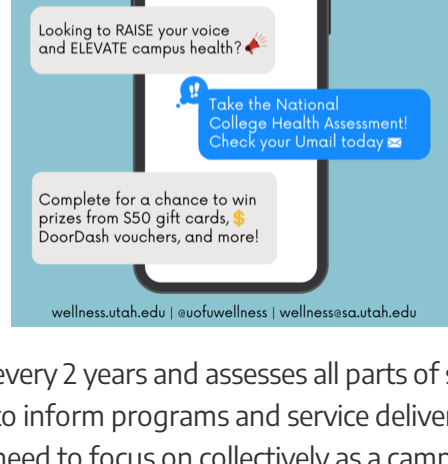 Looking to RAISE your voice
and ELEVATE campus health?
Take the National
College Health Assessment!
Check your Umail today
Complete for a chance to win
prizes from $50 gift cards,
DoorDash vouchers, and more!
wellness.utah.edu | @uofuwellness | wellness@sa.utah.edu
every 2 years and assesses all parts of
to inform programs and service
need to focus on collectively as a